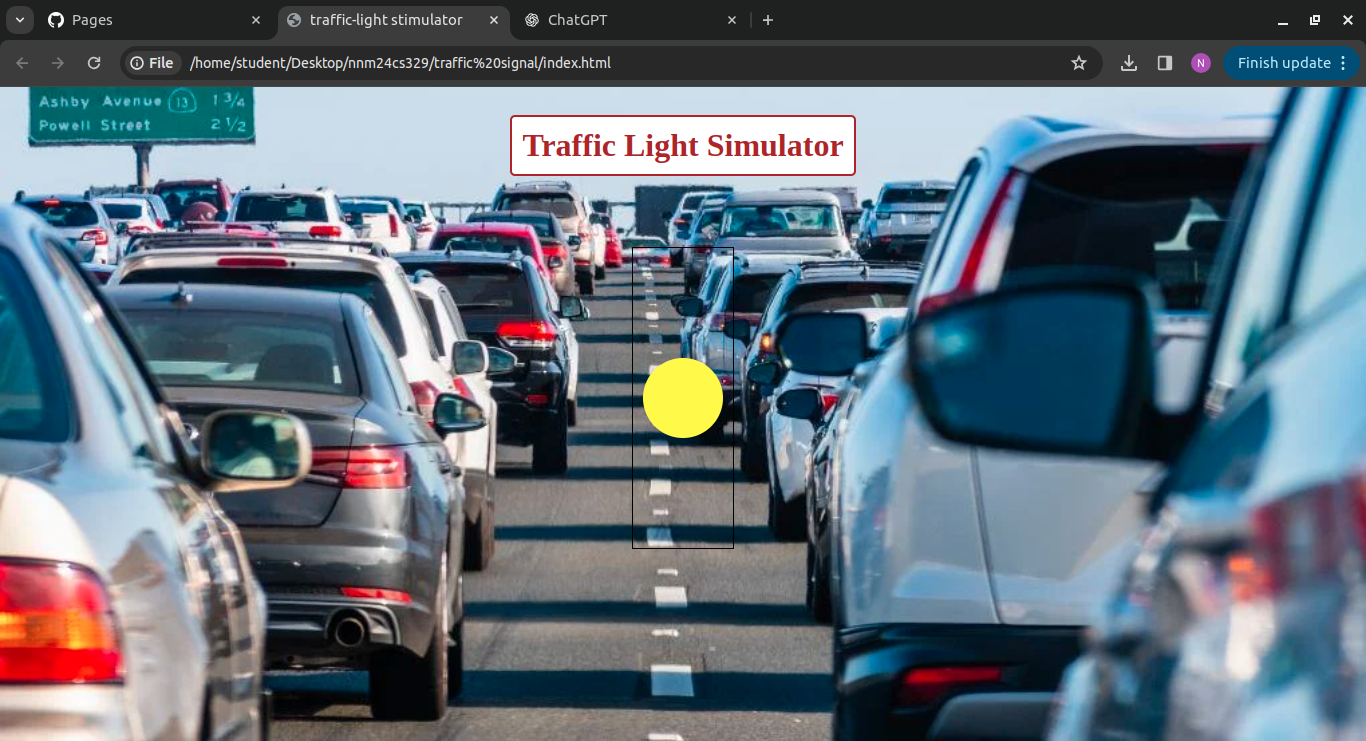 Pages
traffic-light stimulator
ChatGPT
File
/home/student/Desktop/nnm24cs329/traffic%20signal/index.html
N
Finish update
Ashby Avenue 13 1 3/4
Powell Street 2 1/2
Traffic Light Simulator